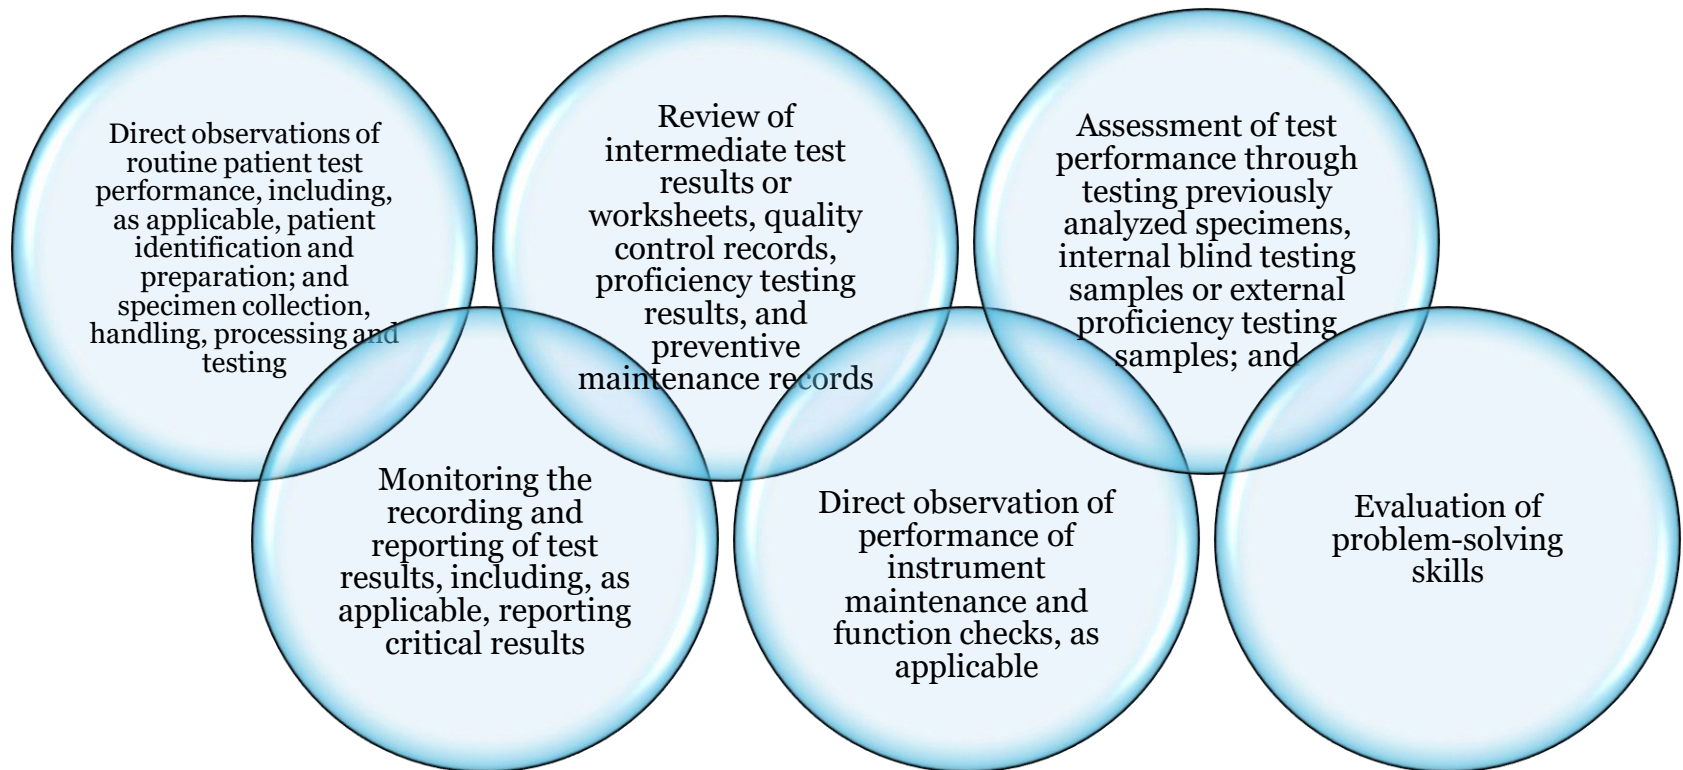 Direct observations of
routine patient test
performance, including,
as applicable, patient
identification and
preparation; and
specimen collection,
handling, processing and
testing
Monitoring the
recording and
reporting of test
results, including, as
applicable, reporting
critical results
Review of
intermediate test
results or
worksheets, quality
control records,
proficiency testing
results, and
preventive
maintenance records
Direct observation of
performance of
instrument
maintenance and
function checks, as
applicable
Assessment of test
performance through
testing previously
analyzed specimens,
internal blind testing
samples or external
proficiency testing
samples; and
Evaluation of
problem-solving
skills